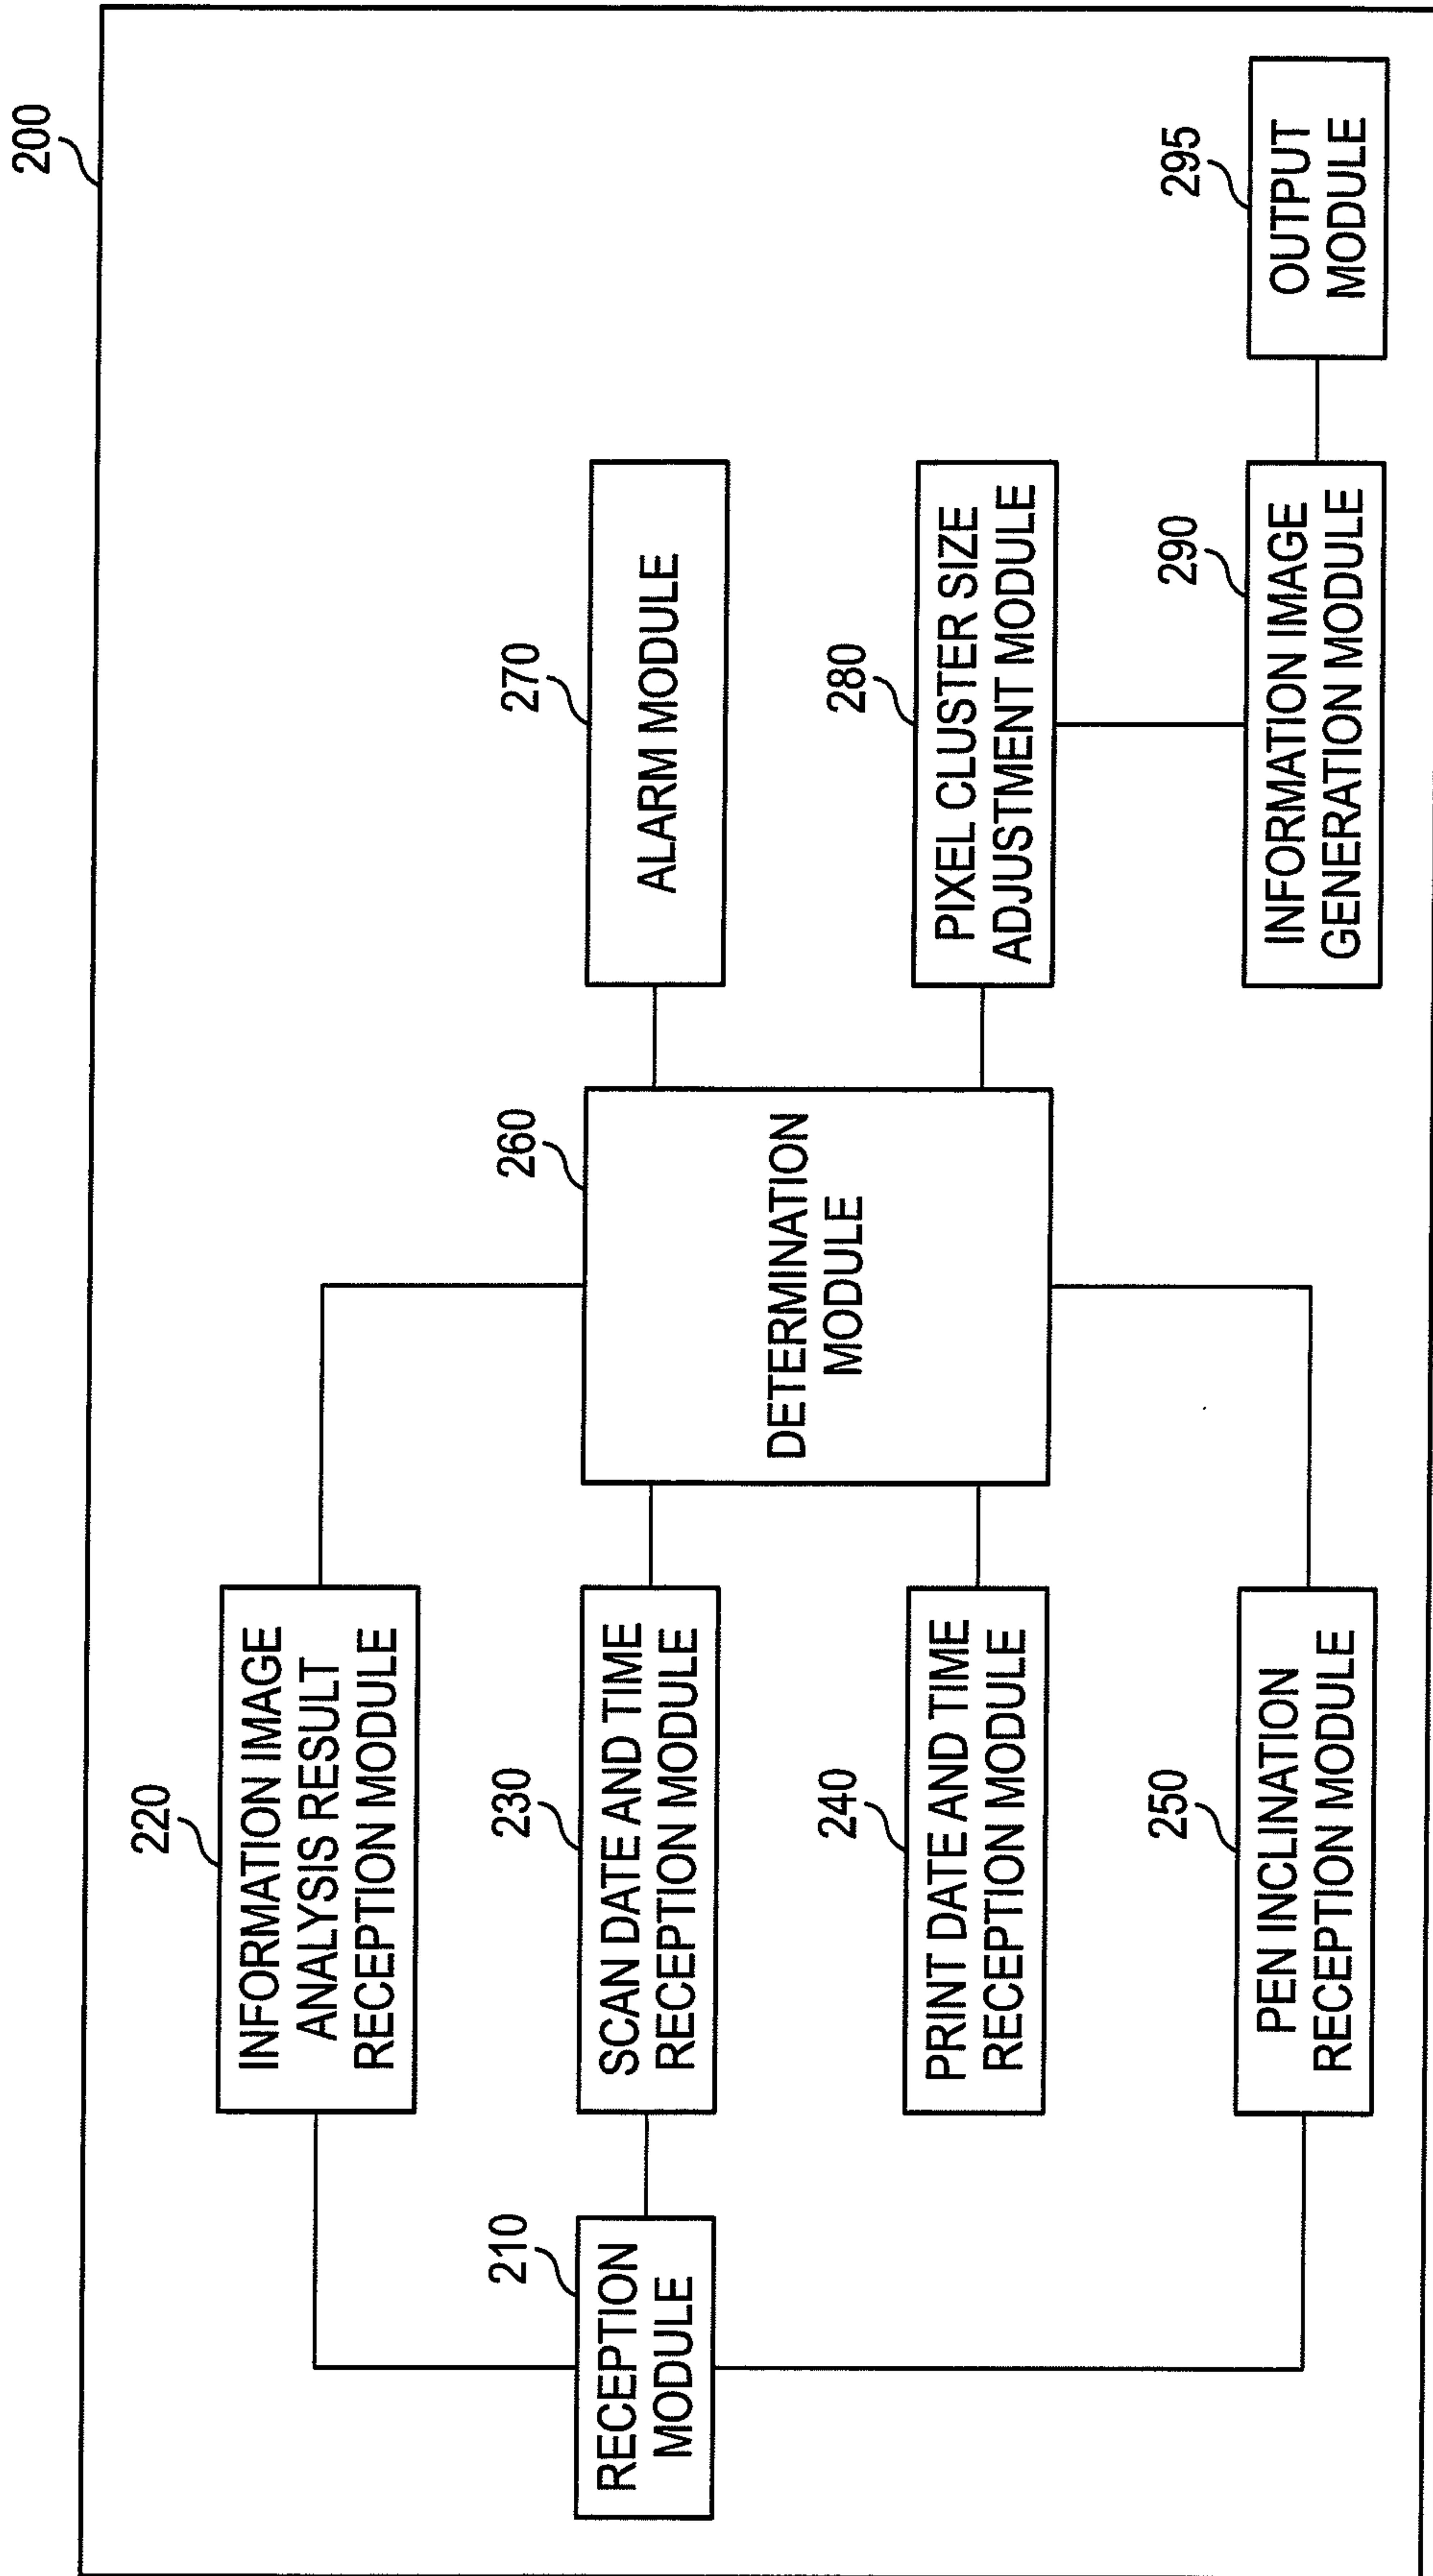 200
210
RECEPTION
MODULE
220
INFORMATION IMAGE
ANALYSIS RESULT
RECEPTION MODULE
230
SCAN DATE AND TIME
RECEPTION MODULE
240
PRINT DATE AND TIME
RECEPTION MODULE
250
PEN INCLINATION
RECEPTION MODULE
260
DETERMINATION
MODULE
270
ALARM MODULE
280
PIXEL CLUSTER SIZE
ADJUSTMENT MODULE
290
INFORMATION IMAGE
GENERATION MODULE
295
OUTPUT
MODULE